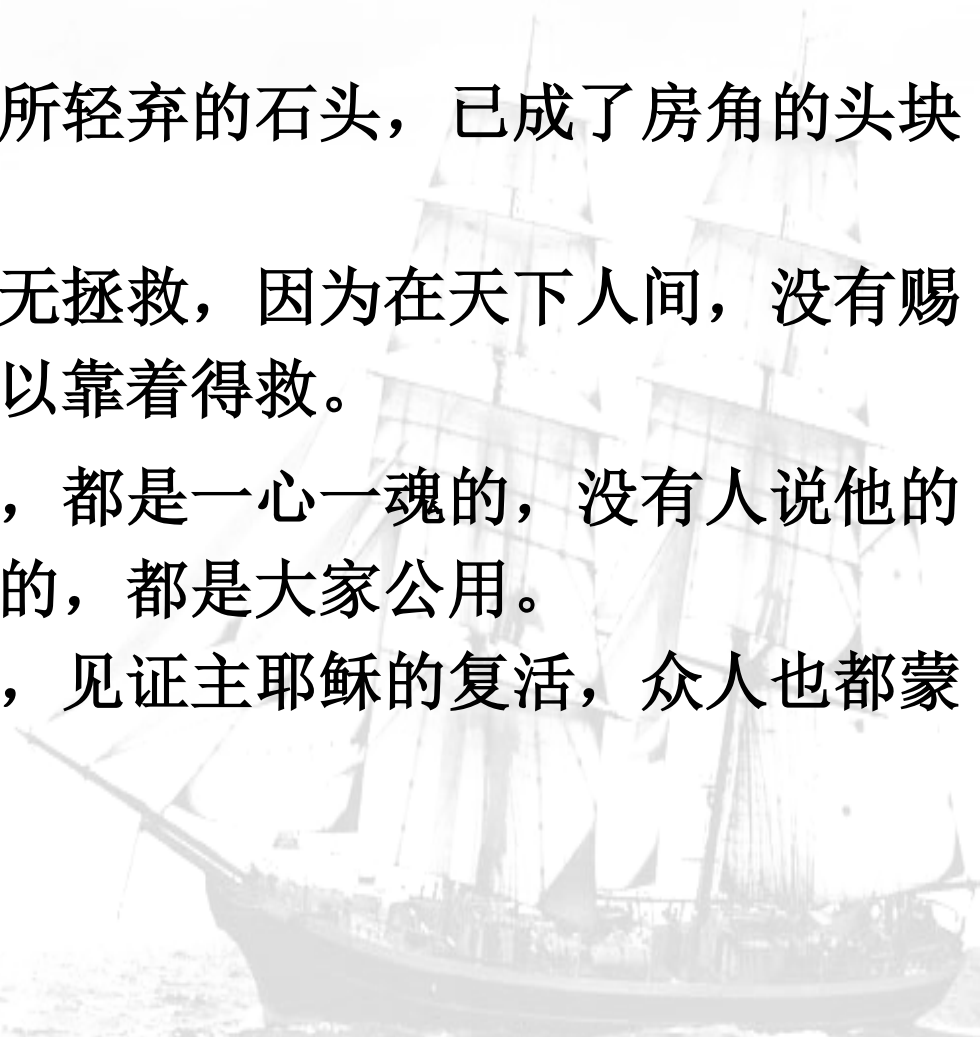 所轻弃的石头，已成了房角的头块
无拯救，因为在天下人间，没有赐
以靠着得救。
，都是一心一魂的，没有人说他的
的，都是大家公用。
，见证主耶稣的复活，众人也都蒙